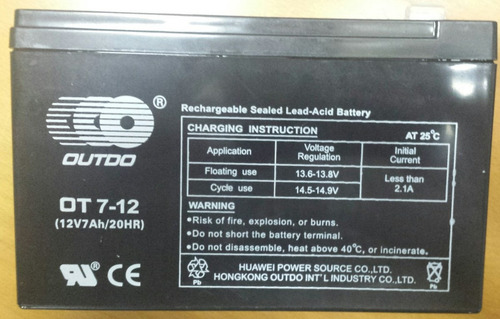 ®
OUTDO
OT 7-12
(12V7Ah/20HR)
Rechargeable Sealed Lead-Acid Battery
CHARGING INSTRUCTION AT 25°C
Application Voltage Regulation Initial Current
Floating use 13.6-13.8V Less than 2.1A
Cycle use 14.5-14.9V
WARNING
•Risk of fire, explosion, or burns.
•Do not short the battery terminal.
•Do not disassemble, heat above 40°C, or incinerate.
Pb
HUAWEI POWER SOURCE CO.,LTD.
HONGKONG OUTDO INT'L INDUSTRY CO.,LTD.
Pb
RU CE